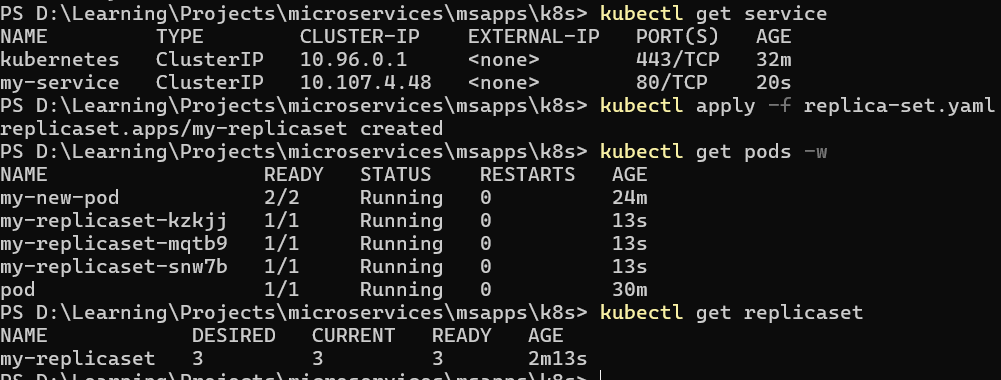 PS D:\Learning\Projects\microservices\msapps\k8s> kubectl get service
NAME         TYPE        CLUSTER-IP    EXTERNAL-IP   PORT(S)   AGE
kubernetes   ClusterIP   10.96.0.1     <none>        443/TCP   32m
my-service   ClusterIP   10.107.4.48   <none>        80/TCP    20s
PS D:\Learning\Projects\microservices\msapps\k8s> kubectl apply -f replica-set.yaml
replicaset.apps/my-replicaset created
PS D:\Learning\Projects\microservices\msapps\k8s> kubectl get pods -w
NAME                  READY   STATUS    RESTARTS   AGE
my-new-pod            2/2     Running   0          24m
my-replicaset-kzkjj   1/1     Running   0          13s
my-replicaset-mqtb9   1/1     Running   0          13s
my-replicaset-snw7b   1/1     Running   0          13s
pod                   1/1     Running   0          30m
PS D:\Learning\Projects\microservices\msapps\k8s> kubectl get replicaset
NAME            DESIRED   CURRENT   READY   AGE
my-replicaset   3         3         3       2m13s
PS D:\Learning\Projects\microservices\msapps\k8s>